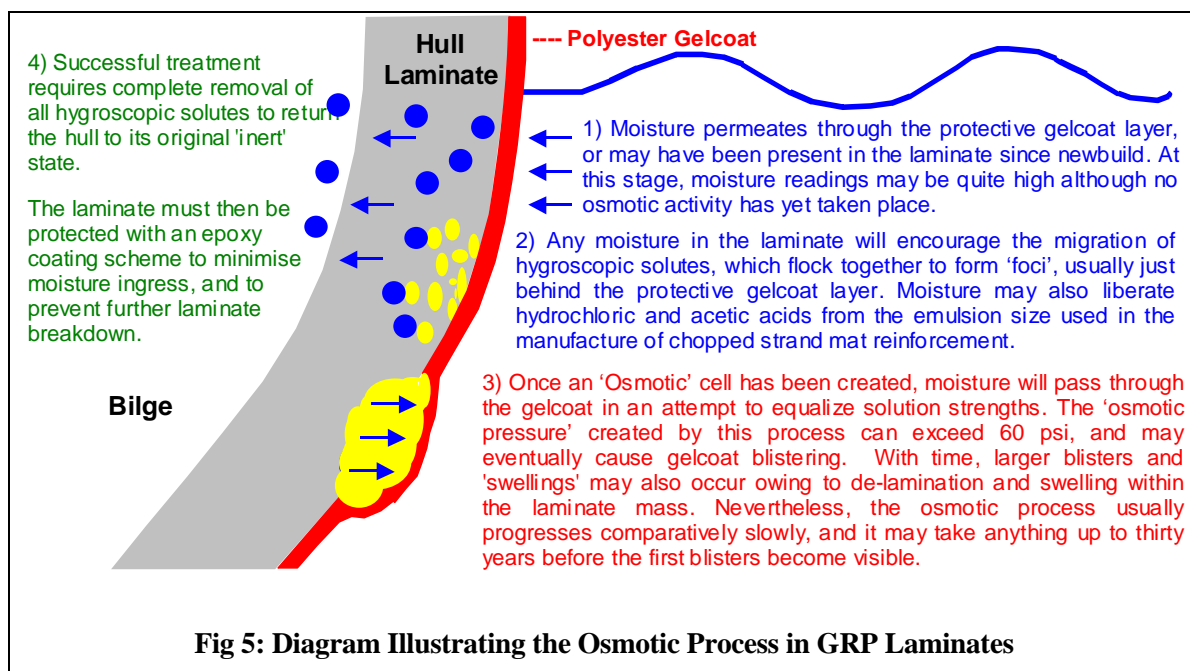 Hull
Laminate
---- Polyester Gelcoat
4) Successful treatment
requires complete removal of
all hygroscopic solutes to return
the hull to its original 'inert'
state.
The laminate must then be
protected with an epoxy
coating scheme to minimise
moisture ingress, and to
prevent further laminate
breakdown.
Bilge
1) Moisture permeates through the protective gelcoat layer,
or may have been present in the laminate since newbuild. At
this stage, moisture readings may be quite high although no
osmotic activity has yet taken place.
2) Any moisture in the laminate will encourage the migration of
hygroscopic solutes, which flock together to form ‘foci’, usually just
behind the protective gelcoat layer. Moisture may also liberate
hydrochloric and acetic acids from the emulsion size used in the
manufacture of chopped strand mat reinforcement.
3) Once an ‘Osmotic’ cell has been created, moisture will pass through
the gelcoat in an attempt to equalize solution strengths. The ‘osmotic
pressure’ created by this process can exceed 60 psi, and may
eventually cause gelcoat blistering. With time, larger blisters and
'swellings' may also occur owing to de-lamination and swelling within
the laminate mass. Nevertheless, the osmotic process usually
progresses comparatively slowly, and it may take anything up to thirty
years before the first blisters become visible.
Fig 5: Diagram Illustrating the Osmotic Process in GRP Laminates